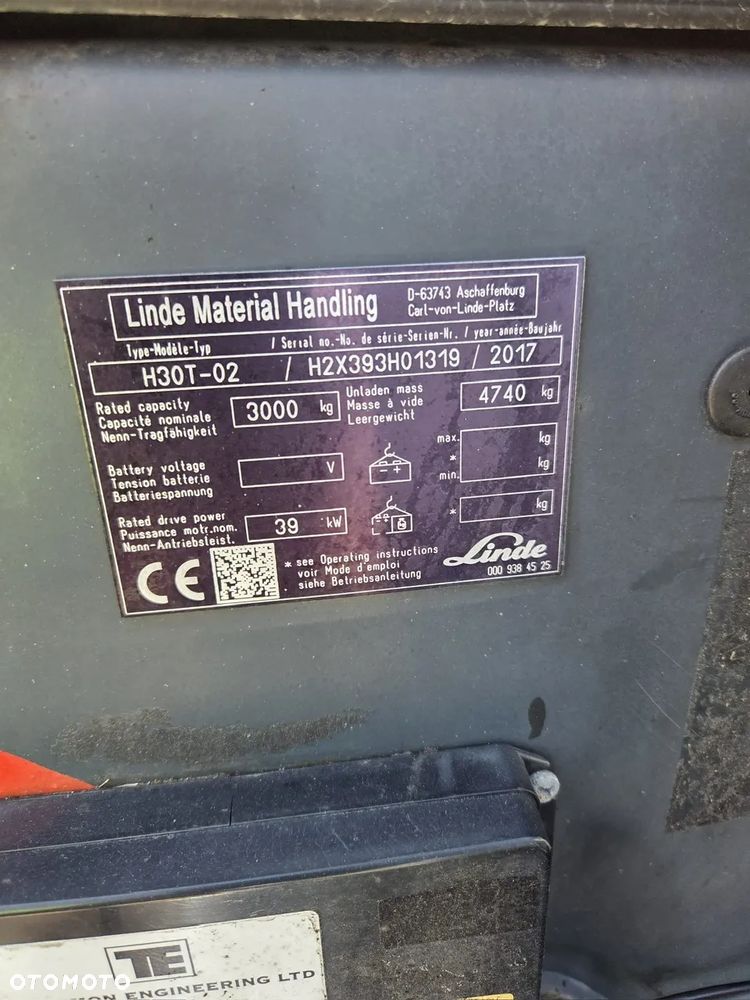 Linde Material Handling
D-63743 Aschaffenburg
Carl-von-Linde-Platz
Type-Modèle-Typ / Serial no.-No. de série-Serien-Nr. / year-année-Baujahr
H30T-02 / H2X393H01319 / 2017
Rated capacity
Capacité nominale
Nenn-Tragfähigkeit
3000 kg
Unladen mass
Masse à vide
Leergewicht
4740 kg
Battery voltage
Tension batterie
Batteriespannung
V
- +
max. kg
* kg
min.
Rated drive power
Puissance motr.nom.
Nenn-Antriebsleist.
39 kW
* kg
CE
* see Operating instructions
voir Mode d'emploi
siehe Betriebsanleitung
Linde
000 938 45 25
TE
ENGINEERING LTD
OTOMOTO